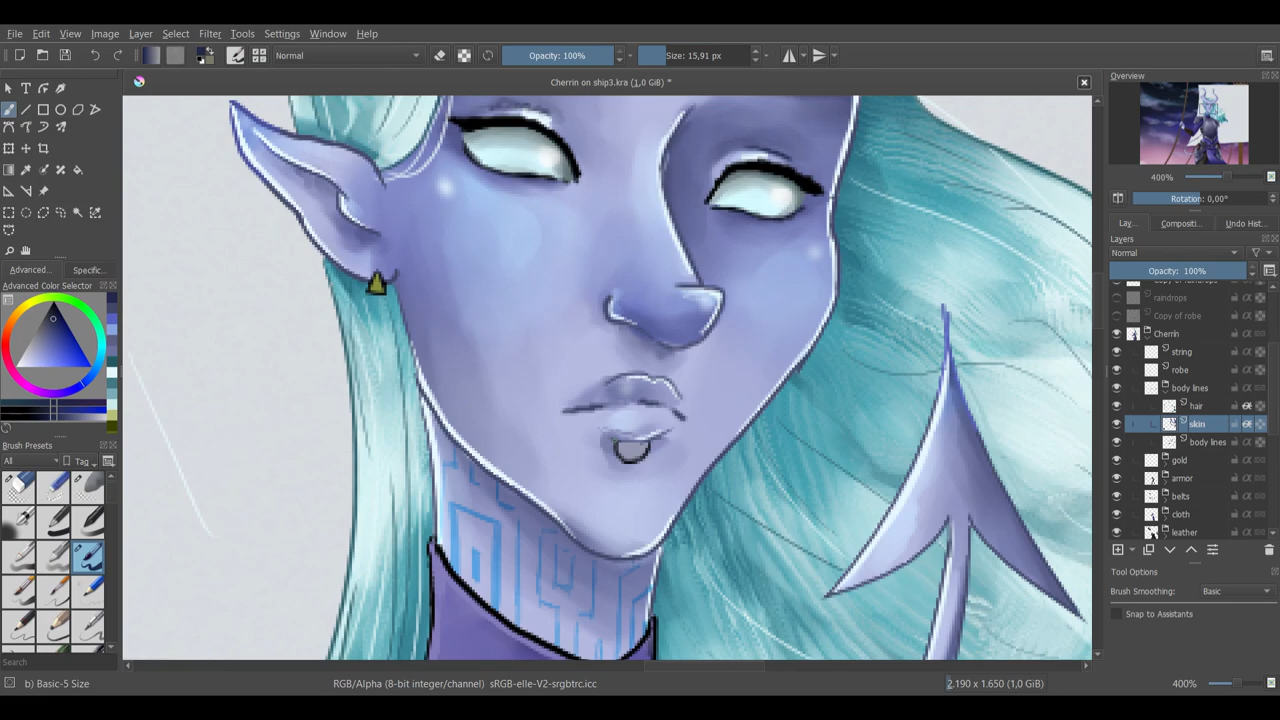 File Edit View Image Layer Select Filter Tools Settings Window Help
Normal Opacity: 100% Size: 15,91 px
Cherrin on ship3.kra (1,0 GiB) *
Overview
400%
Rotation: 0,00°
Lay... Compositi... Undo Hist...
Layers
Normal
Opacity: 100%
Copy of raindrops
raindrops
Copy of robe
Cherrin
string
robe
body lines
hair
skin
body lines
gold
armor
belts
cloth
leather
Tool Options
Brush Smoothing: Basic
Snap to Assistants
Advanced... Specific...
Advanced Color Selector
Brush Presets
All Tag
Search
b) Basic-5 Size RGB/Alpha (8-bit integer/channel) sRGB-elle-V2-srgbtrc.icc 2.190 x 1.650 (1,0 GiB) 400%